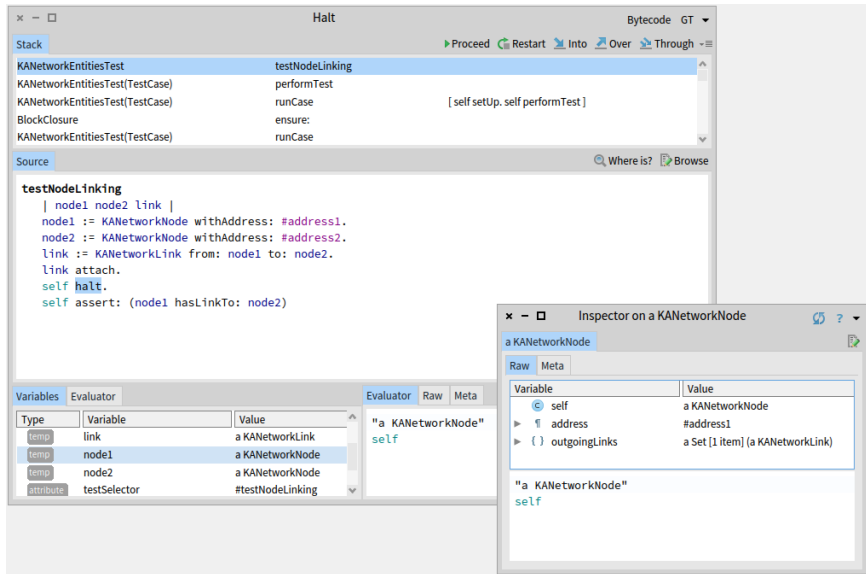 Halt
Bytecode GT
Stack
Proceed Restart Into Over Through
KANetworkEntitiesTest testNodeLinking
KANetworkEntitiesTest(TestCase) performTest
KANetworkEntitiesTest(TestCase) runCase [ self setUp. self performTest ]
BlockClosure ensure:
KANetworkEntitiesTest(TestCase) runCase
Source
Where is? Browse
testNodeLinking
| node1 node2 link |
node1 := KANetworkNode withAddress: #address1.
node2 := KANetworkNode withAddress: #address2.
link := KANetworkLink from: node1 to: node2.
link attach.
self halt.
self assert: (node1 hasLinkTo: node2)
Variables Evaluator
Type Variable Value
temp link a KANetworkLink
temp node1 a KANetworkNode
temp node2 a KANetworkNode
attribute testSelector #testNodeLinking
Evaluator Raw Meta
"a KANetworkNode"
self
Inspector on a KANetworkNode
?
a KANetworkNode
Raw Meta
Variable Value
C self a KANetworkNode
¶ address #address1
{ } outgoingLinks a Set [1 item] (a KANetworkLink)
"a KANetworkNode"
self